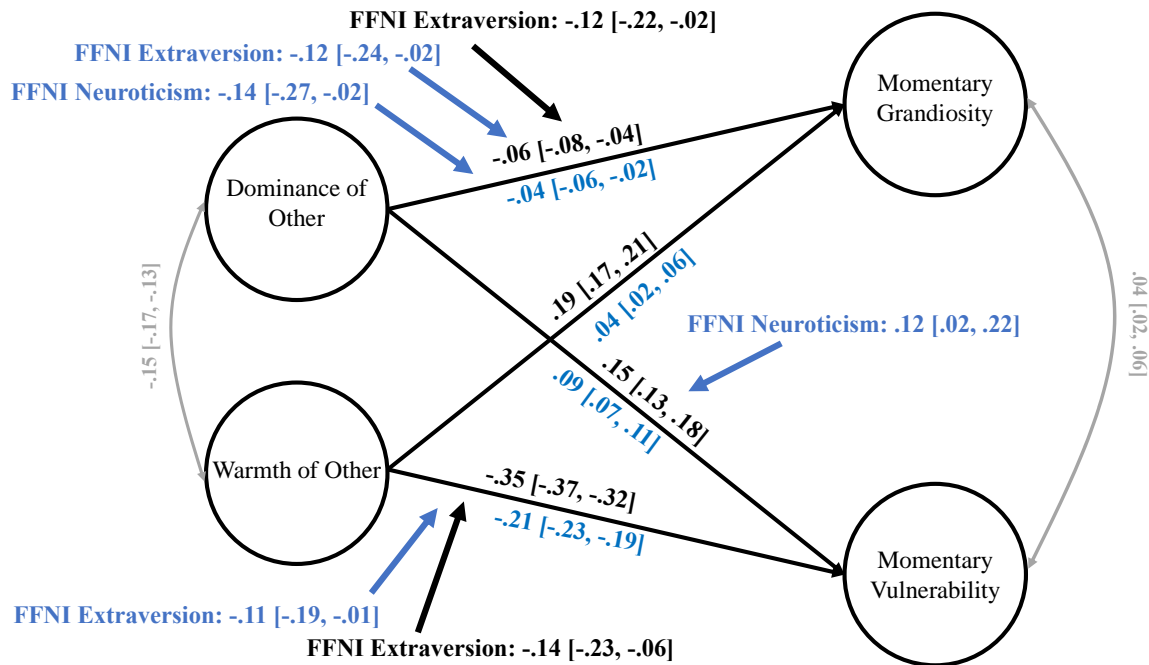 FFNI Extraversion: -.12 [-.22, -.02]
FFNI Extraversion: -.12 [-.24, -.02]
FFNI Neuroticism: -.14 [-.27, -.02]
Momentary
Grandiosity
-.06 [-.08, -.04]
-.04 [-.06, -.02]
Dominance of
Other
-.15 [-.17, -.13]
.19 [.17, .21]
.04 [.02, .06]
.04 [.02, .06]
FFNI Neuroticism: .12 [.02, .22]
.15 [.13, .18]
.09 [.07, .11]
Warmth of Other
-.35 [-.37, -.32]
-.21 [-.23, -.19]
Momentary
Vulnerability
FFNI Extraversion: -.11 [-.19, -.01]
FFNI Extraversion: -.14 [-.23, -.06]